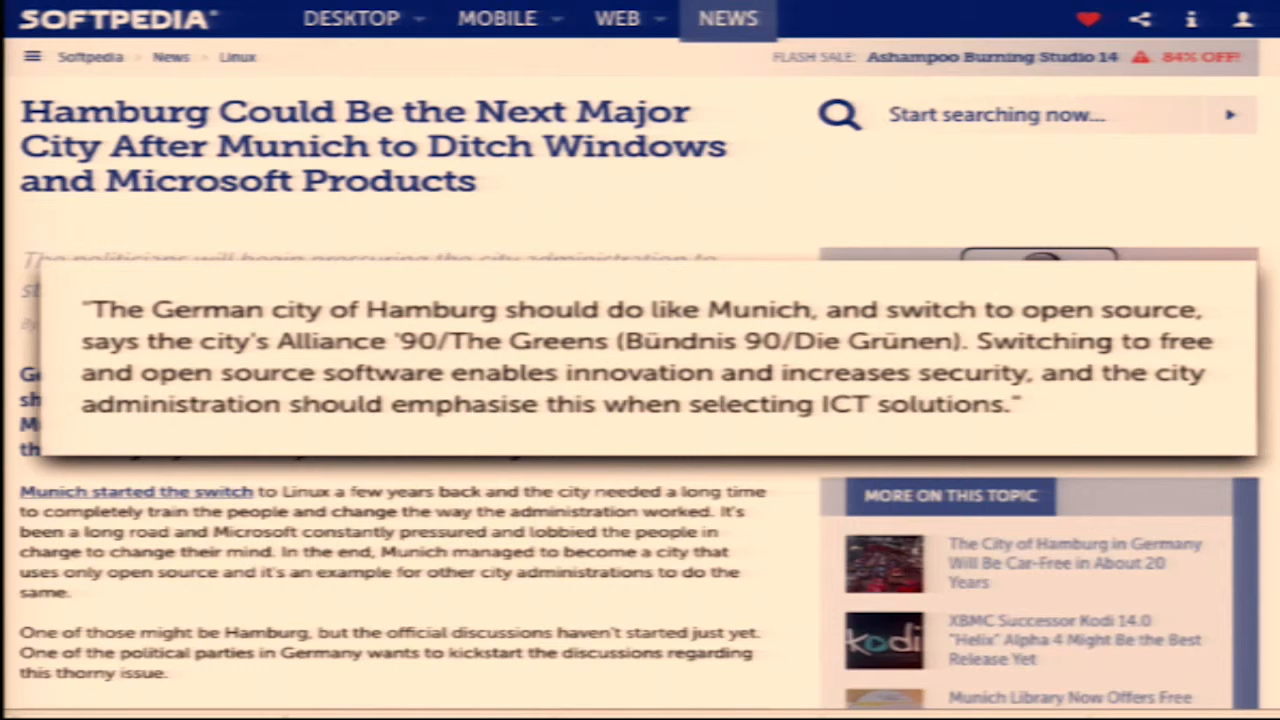 SOFTPEDIA®
DESKTOP
MOBILE
WEB
NEWS
Softpedia > News > Linux
FLASH SALE: Ashampoo Burning Studio 14 84% OFF!
Hamburg Could Be the Next Major
City After Munich to Ditch Windows
and Microsoft Products
Start searching now...
The politicians will begin pressuring the city administration to
"The German city of Hamburg should do like Munich, and switch to open source,
says the city's Alliance '90/The Greens (Bündnis 90/Die Grünen). Switching to free
and open source software enables innovation and increases security, and the city
administration should emphasise this when selecting ICT solutions."
Munich started the switch to Linux a few years back and the city needed a long time
to completely train the people and change the way the administration worked. It's
been a long road and Microsoft constantly pressured and lobbied the people in
charge to change their mind. In the end, Munich managed to become a city that
uses only open source and it's an example for other city administrations to do the
same.
One of those might be Hamburg, but the official discussions haven't started just yet.
One of the political parties in Germany wants to kickstart the discussions regarding
this thorny issue.
MORE ON THIS TOPIC
The City of Hamburg in Germany
Will Be Car-Free in About 20
Years
kodi
XBMC Successor Kodi 14.0
"Helix" Alpha 4 Might Be the Best
Release Yet
Munich Library Now Offers Free